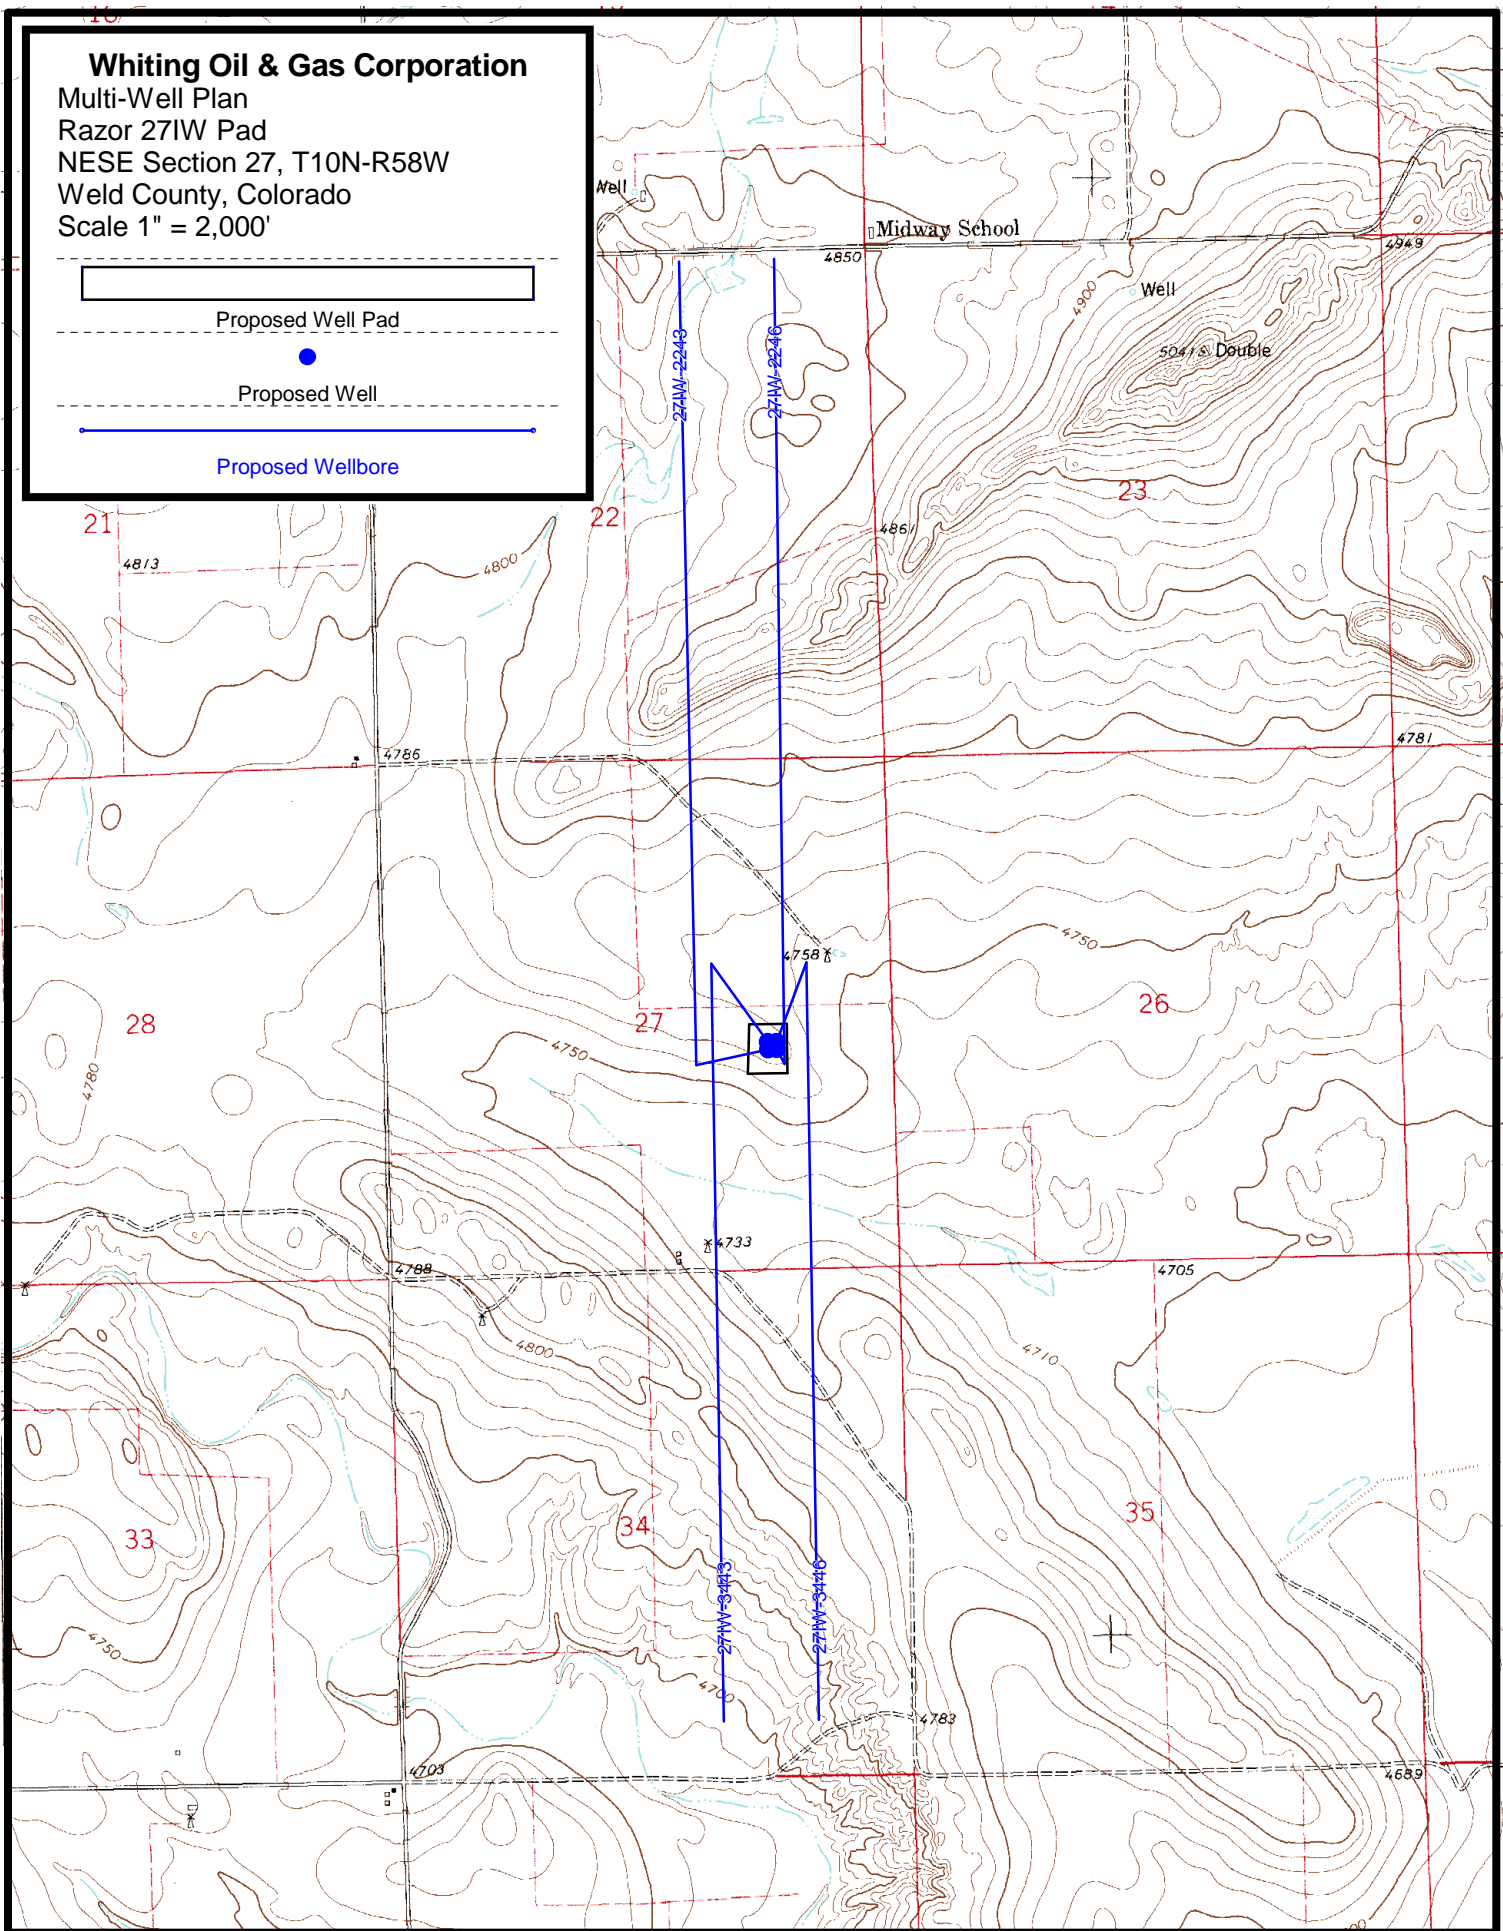 Whiting Oil & Gas Corporation
Multi-Well Plan
Razor 27IW Pad
NESE Section 27, T10N-R58W
Weld County, Colorado
Scale 1" = 2,000'
Proposed Well Pad
Proposed Well
Proposed Wellbore
Well
Midway School
4850
4949
4900
Well
5041 Double
27IW-2243
27IW-2246
21
22
23
4861
4813
4800
4786
4781
4758
4750
28
27
26
4750
4780
4733
4788
4705
4800
4710
33
34
35
27IW-3443
27IW-3446
4750
4700
4783
4703
4689